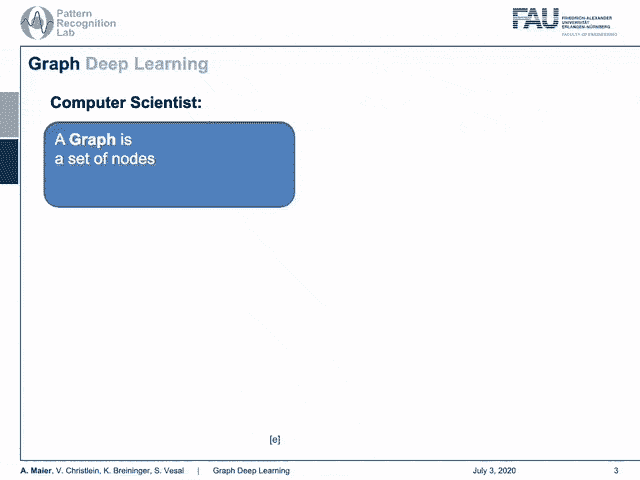 Pattern
Recognition
Lab
FAU
FRIEDRICH-ALEXANDER
UNIVERSITÄT
ERLANGEN-NÜRNBERG
FACULTY OF ENGINEERING
Graph Deep Learning
Computer Scientist:
A Graph is
a set of nodes
[e]
A. Maier, V. Christlein, K. Breininger, S. Vesal | Graph Deep Learning July 3, 2020 3